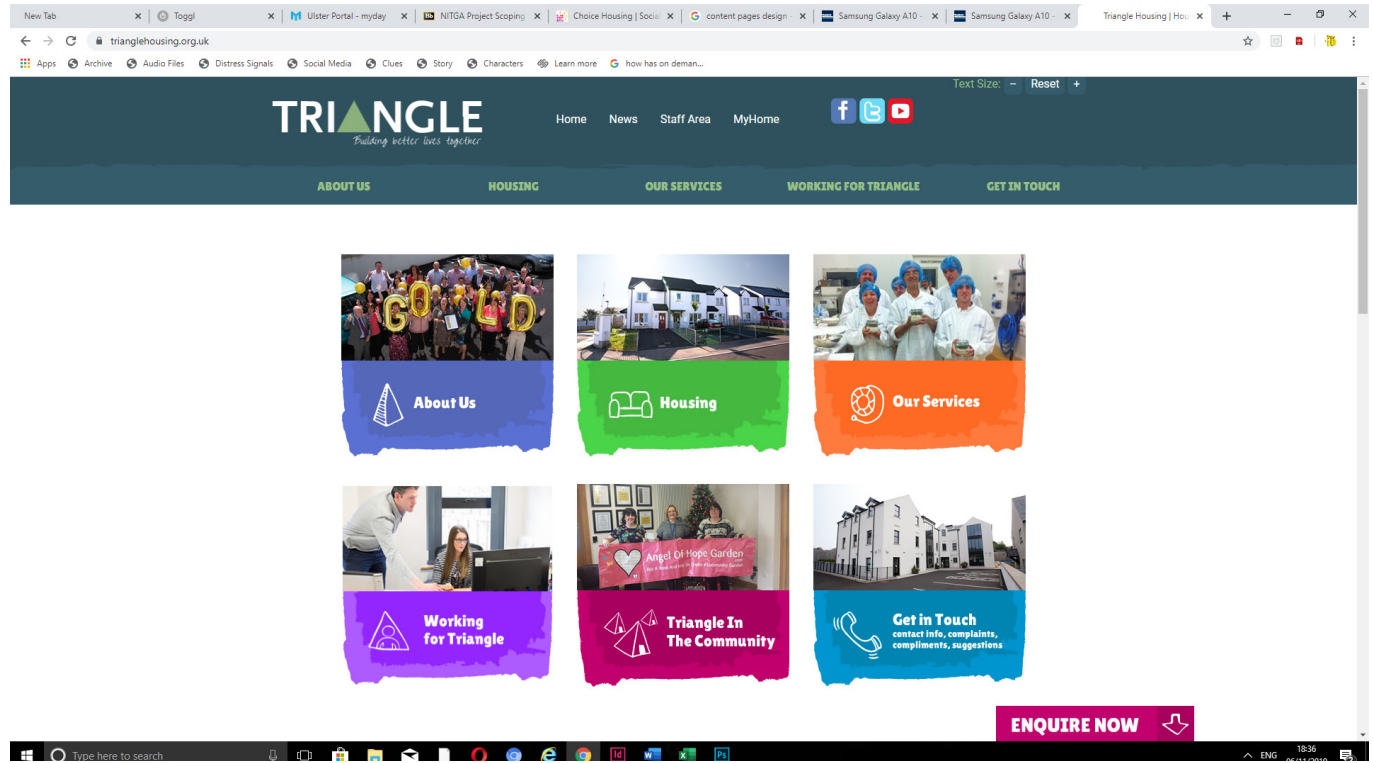 New Tab
Toggl
Ulster Portal - myday
NITGA Project Scoping
Choice Housing | Social
content pages design -
Samsung Galaxy A10 -
Samsung Galaxy A10 -
Triangle Housing | Hou
trianglehousing.org.uk
Apps Archive Audio Files Distress Signals Social Media Clues Story Characters Learn more how has on deman...
Text Size: - Reset +
TRIANGLE
Building better lives together
Home News Staff Area MyHome
ABOUT US HOUSING OUR SERVICES WORKING FOR TRIANGLE GET IN TOUCH
GOLD
About Us
Housing
Our Services
Angel Of Hope Garden
Working
for Triangle
Triangle In
The Community
Get in Touch
contact info, complaints,
compliments, suggestions
ENQUIRE NOW
Type here to search
ENG
18:36
06/11/2019